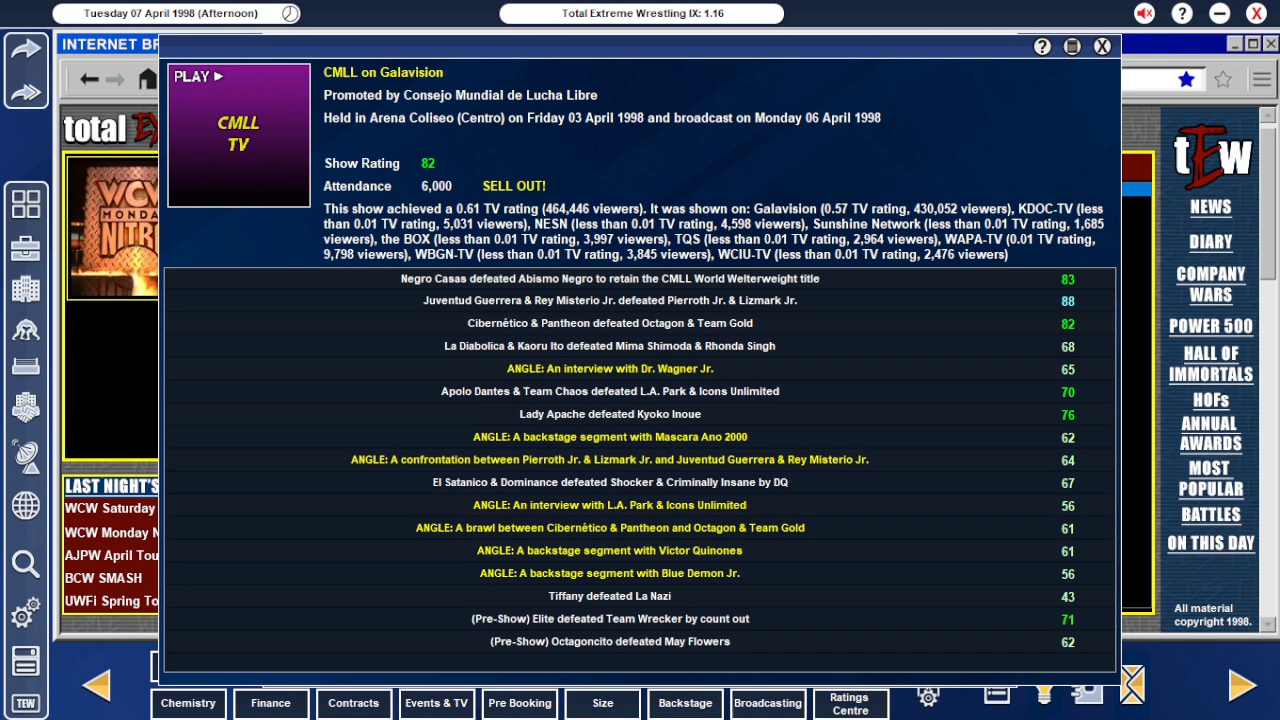 Tuesday 07 April 1998 (Afternoon)
Total Extreme Wrestling IX: 1.16
INTERNET
PLAY
CMLL
TV
CMLL on Galavision
Promoted by Consejo Mundial de Lucha Libre
Held in Arena Coliseo (Centro) on Friday 03 April 1998 and broadcast on Monday 06 April 1998
Show Rating 82
Attendance 6,000 SELL OUT!
This show achieved a 0.61 TV rating (464,446 viewers). It was shown on: Galavision (0.57 TV rating, 430,052 viewers), KDOC-TV (less
than 0.01 TV rating, 5,031 viewers), NESN (less than 0.01 TV rating, 4,598 viewers), Sunshine Network (less than 0.01 TV rating, 1,685
viewers), the BOX (less than 0.01 TV rating, 3,997 viewers), TQS (less than 0.01 TV rating, 2,964 viewers), WAPA-TV (0.01 TV rating,
9,798 viewers), WBGN-TV (less than 0.01 TV rating, 3,845 viewers), WCIU-TV (less than 0.01 TV rating, 2,476 viewers)
Negro Casas defeated Abismo Negro to retain the CMLL World Welterweight title 83
Juventud Guerrera & Rey Misterio Jr. defeated Pierroth Jr. & Lizmark Jr. 88
Cibernético & Pantheon defeated Octagon & Team Gold 82
La Diabolica & Kaoru Ito defeated Mima Shimoda & Rhonda Singh 68
ANGLE: An interview with Dr. Wagner Jr. 65
Apolo Dantes & Team Chaos defeated L.A. Park & Icons Unlimited 70
Lady Apache defeated Kyoko Inoue 76
ANGLE: A backstage segment with Mascara Ano 2000 62
ANGLE: A confrontation between Pierroth Jr. & Lizmark Jr. and Juventud Guerrera & Rey Misterio Jr. 64
El Satanico & Dominance defeated Shocker & Criminally Insane by DQ 67
ANGLE: An interview with L.A. Park & Icons Unlimited 56
ANGLE: A brawl between Cibernético & Pantheon and Octagon & Team Gold 61
ANGLE: A backstage segment with Victor Quinones 61
ANGLE: A backstage segment with Blue Demon Jr. 56
Tiffany defeated La Nazi 43
(Pre-Show) Elite defeated Team Wrecker by count out 71
(Pre-Show) Octagoncito defeated May Flowers 62
total
WCW
MONDA
NITR
LAST NIGHT'S
WCW Saturday
WCW Monday N
AJPW April Tou
BCW SMASH
UWFi Spring To
tEw
NEWS
DIARY
COMPANY
WARS
POWER 500
HALL OF
IMMORTALS
HOFs
ANNUAL
AWARDS
MOST
POPULAR
BATTLES
ON THIS DAY
All material
copyright 1998.
TEW
Chemistry
Finance
Contracts
Events & TV
Pre Booking
Size
Backstage
Broadcasting
Ratings
Centre